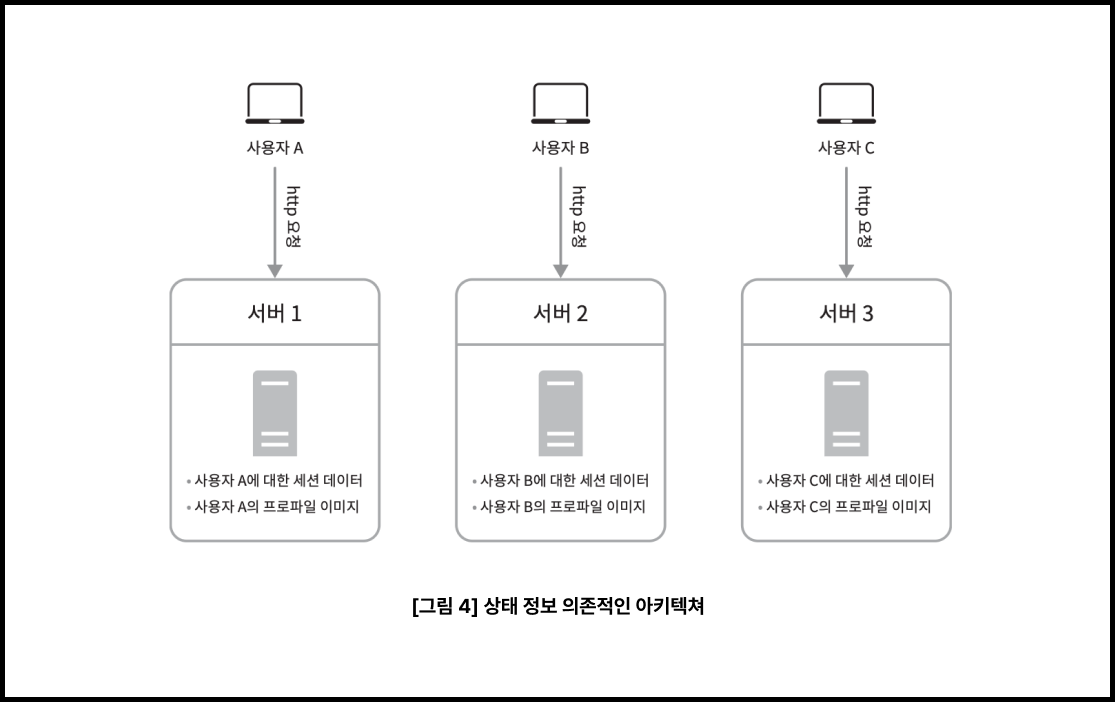 사용자 A
사용자 B
사용자 C
http 요청
http 요청
http 요청
서버 1
서버 2
서버 3
• 사용자 A에 대한 세션 데이터
• 사용자 A의 프로파일 이미지
• 사용자 B에 대한 세션 데이터
• 사용자 B의 프로파일 이미지
• 사용자 C에 대한 세션 데이터
• 사용자 C의 프로파일 이미지
[그림 4] 상태 정보 의존적인 아키텍쳐